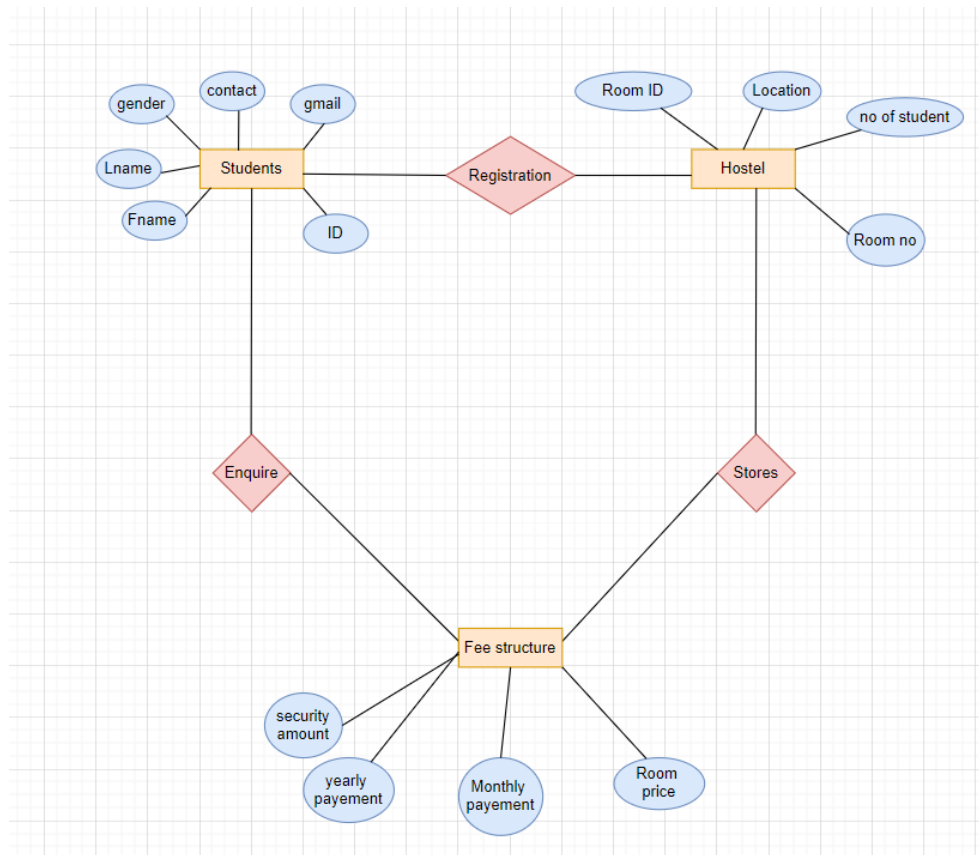 contact
gender
gmail
Lname
Students
Fname
ID
Registration
Room ID
Location
no of student
Hostel
Room no
Enquire
Stores
Fee structure
security
amount
yearly
payement
Monthly
payement
Room
price